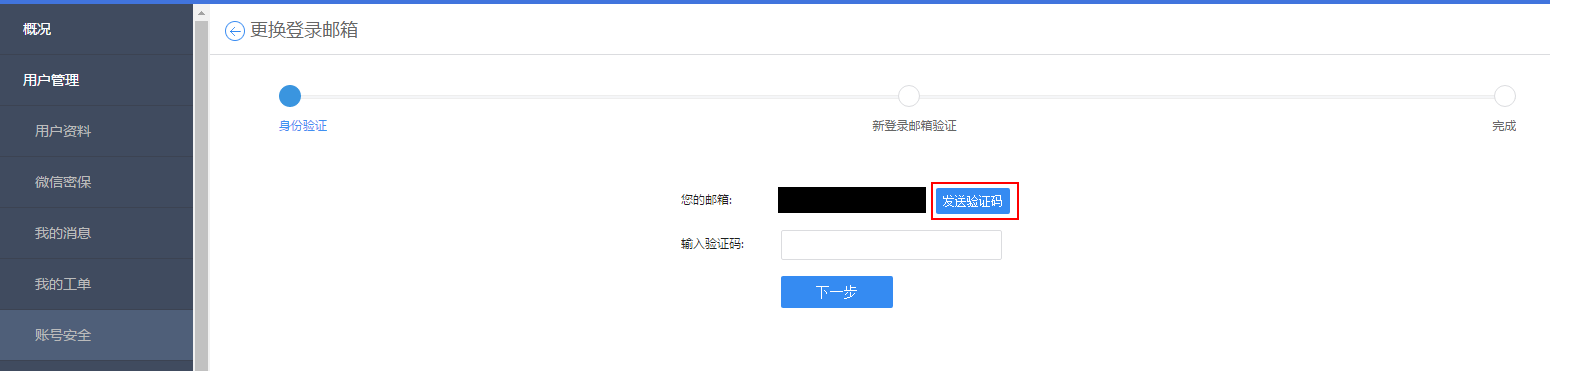 概况
用户管理
用户资料
微信密保
我的消息
我的工单
账号安全
更换登录邮箱
身份验证
新登录邮箱验证
完成
您的邮箱:
发送验证码
输入验证码:
下一步